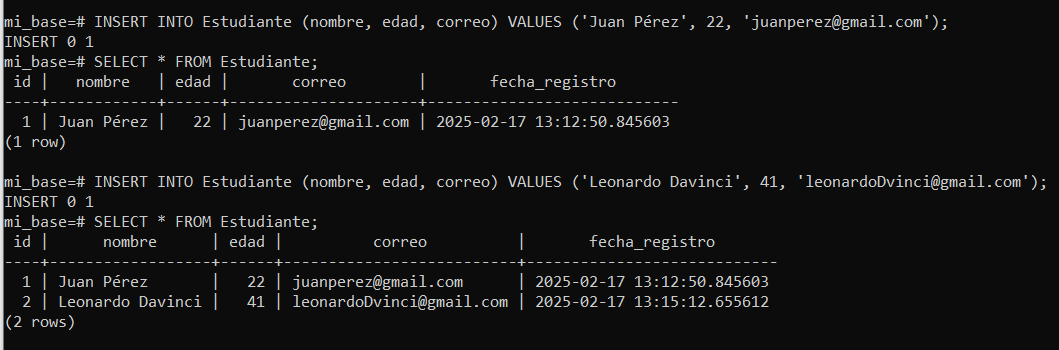 mi_base=# INSERT INTO Estudiante (nombre, edad, correo) VALUES ('Juan Pérez', 22, 'juanperez@gmail.com');
INSERT 0 1
mi_base=# SELECT * FROM Estudiante;
 id |   nombre   | edad |       correo        |       fecha_registro
----+------------+------+---------------------+----------------------------
  1 | Juan Pérez |   22 | juanperez@gmail.com | 2025-02-17 13:12:50.845603
(1 row)

mi_base=# INSERT INTO Estudiante (nombre, edad, correo) VALUES ('Leonardo Davinci', 41, 'leonardoDvinci@gmail.com');
INSERT 0 1
mi_base=# SELECT * FROM Estudiante;
 id |      nombre      | edad |          correo          |       fecha_registro
----+------------------+------+--------------------------+----------------------------
  1 | Juan Pérez       |   22 | juanperez@gmail.com      | 2025-02-17 13:12:50.845603
  2 | Leonardo Davinci |   41 | leonardoDvinci@gmail.com | 2025-02-17 13:15:12.655612
(2 rows)